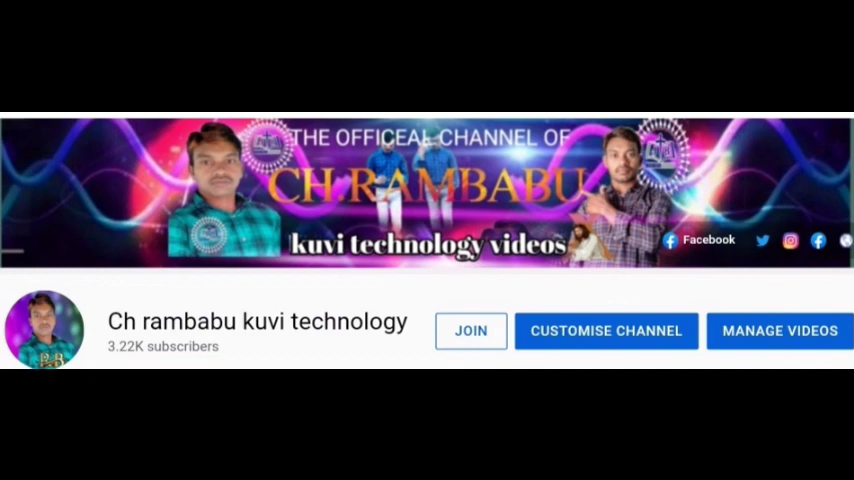 THE OFFICEAL CHANNEL OF
CH.RAMBABU
kuvi technology videos
Facebook
Ch rambabu kuvi technology
3.22K subscribers
JOIN
CUSTOMISE CHANNEL
MANAGE VIDEOS